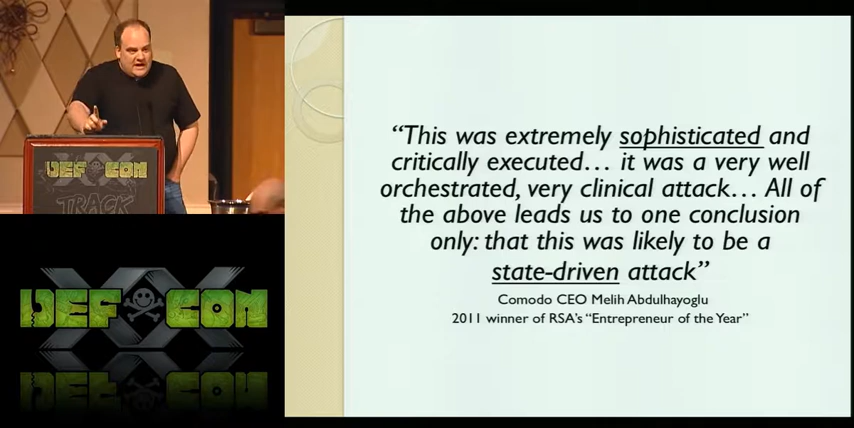 DEF CON
XX
TRACK
XX
DEF CON
“This was extremely sophisticated and
critically executed… it was a very well
orchestrated, very clinical attack… All of
the above leads us to one conclusion
only: that this was likely to be a
state-driven attack”
Comodo CEO Melih Abdulhayoglu
2011 winner of RSA’s “Entrepreneur of the Year”